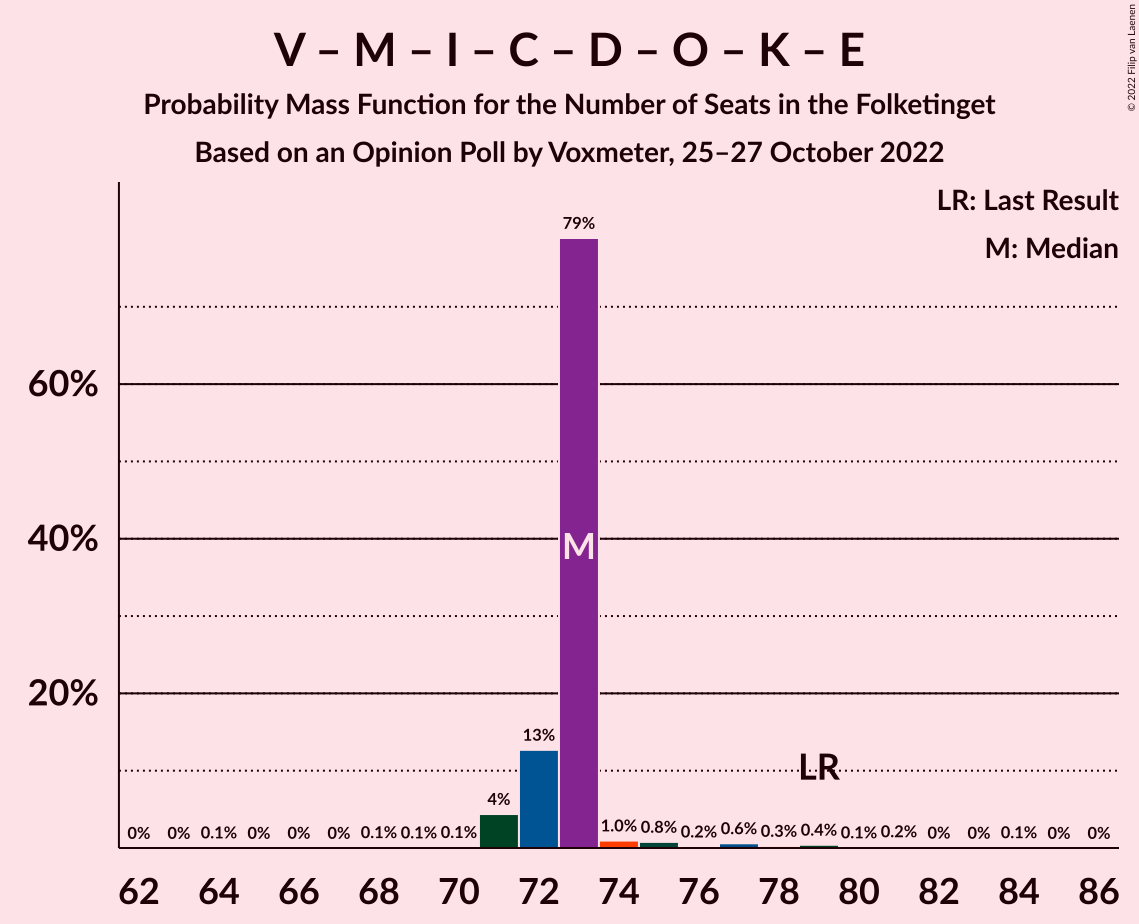 V – M – I – C – D – O – K – E
Probability Mass Function for the Number of Seats in the Folketinget
Based on an Opinion Poll by Voxmeter, 25–27 October 2022
© 2022 Filip van Laenen
LR: Last Result
M: Median
79%
60%
40%
M
20%
13%
LR
4%
0% 0% 0.1% 0% 0% 0% 0.1% 0.1% 0.1% 1.0% 0.8% 0.2% 0.6% 0.3% 0.4% 0.1% 0.2% 0% 0% 0.1% 0% 0%
62 64 66 68 70 72 74 76 78 80 82 84 86